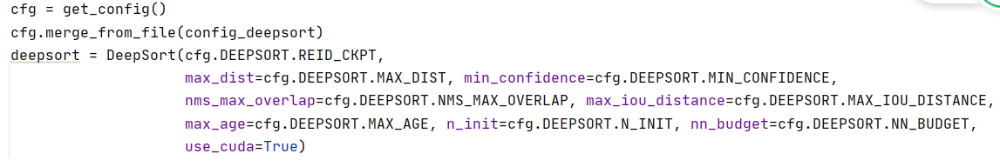 cfg = get_config()
cfg.merge_from_file(config_deepsort)
deepsort = DeepSort(cfg.DEEPSORT.REID_CKPT,
max_dist=cfg.DEEPSORT.MAX_DIST, min_confidence=cfg.DEEPSORT.MIN_CONFIDENCE,
nms_max_overlap=cfg.DEEPSORT.NMS_MAX_OVERLAP, max_iou_distance=cfg.DEEPSORT.MAX_IOU_DISTANCE,
max_age=cfg.DEEPSORT.MAX_AGE, n_init=cfg.DEEPSORT.N_INIT, nn_budget=cfg.DEEPSORT.NN_BUDGET,
use_cuda=True)